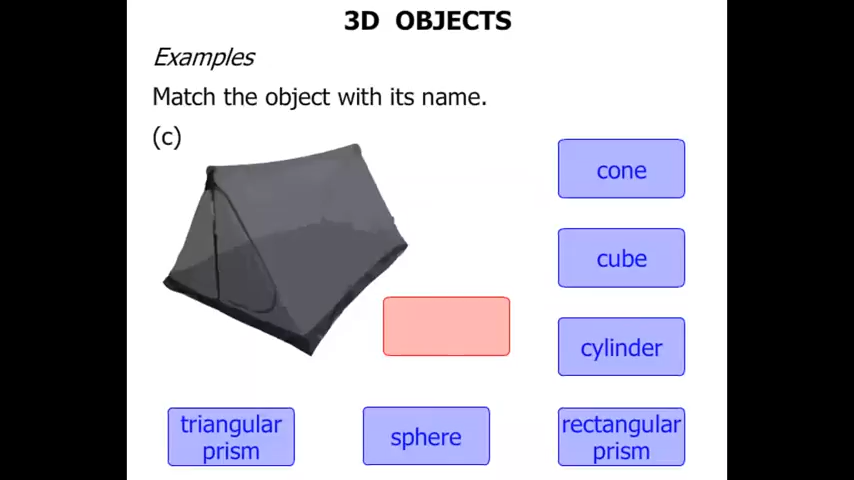 3D OBJECTS
Examples
Match the object with its name.
(c)
cone
cube
cylinder
triangular
prism
sphere
rectangular
prism